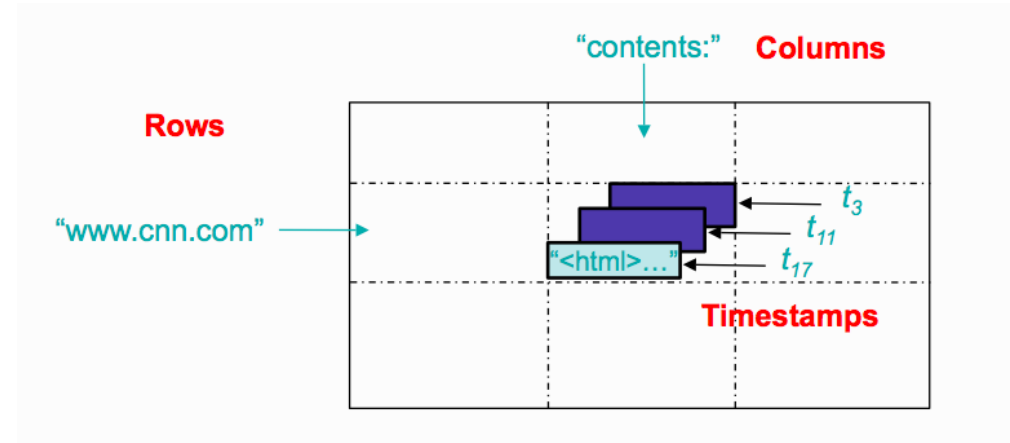 “contents:”
Columns
Rows
“www.cnn.com”
t3
t11
“<html>…”
t17
Timestamps